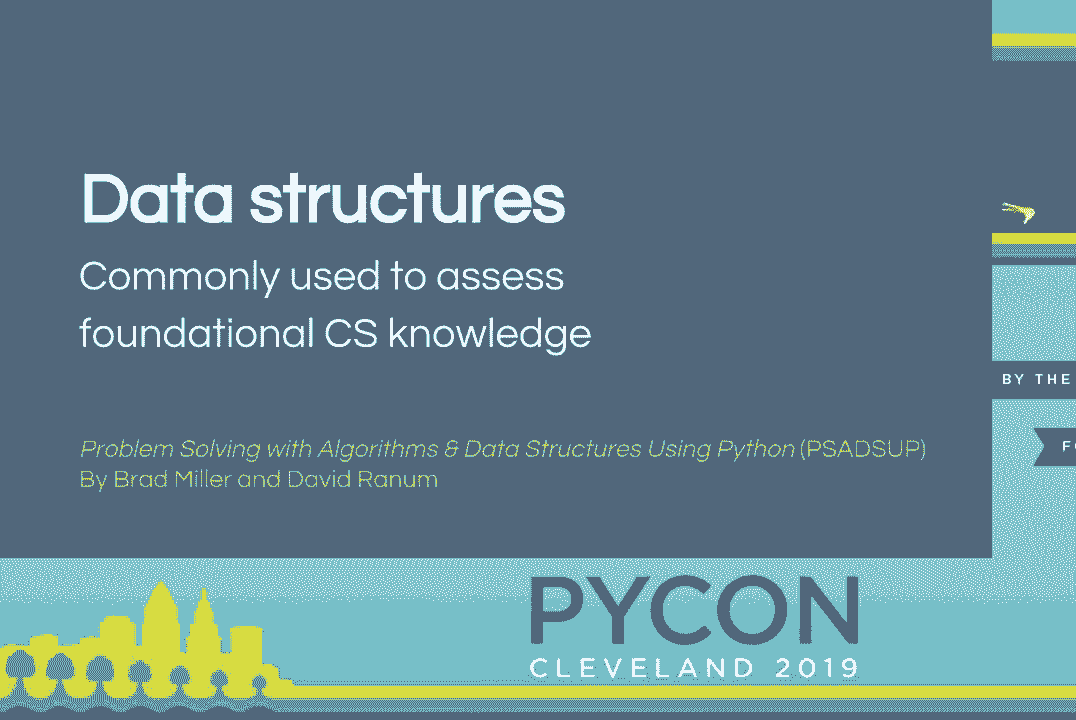 Data structures
Commonly used to assess
foundational CS knowledge
Problem Solving with Algorithms & Data Structures Using Python (PSADSUP)
By Brad Miller and David Ranum
BY THE
PYCON
CLEVELAND 2019